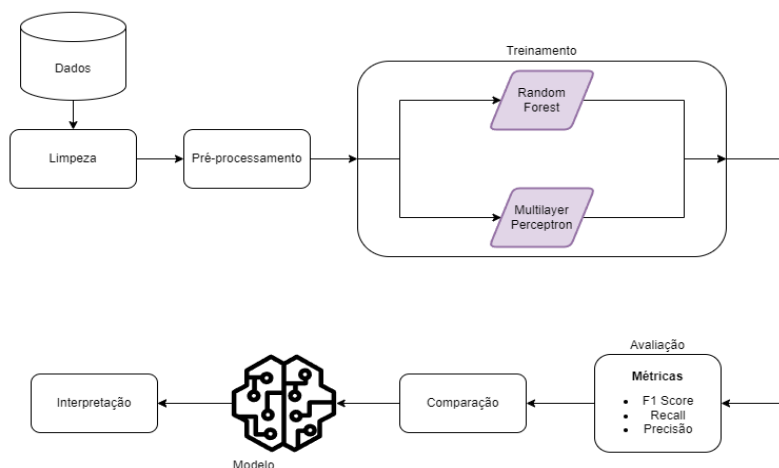 Dados
Limpeza
Pré-processamento
Treinamento
Random
Forest
Multilayer
Perceptron
Avaliação
Métricas
F1 Score
Recall
Precisão
Comparação
Modelo
Interpretação